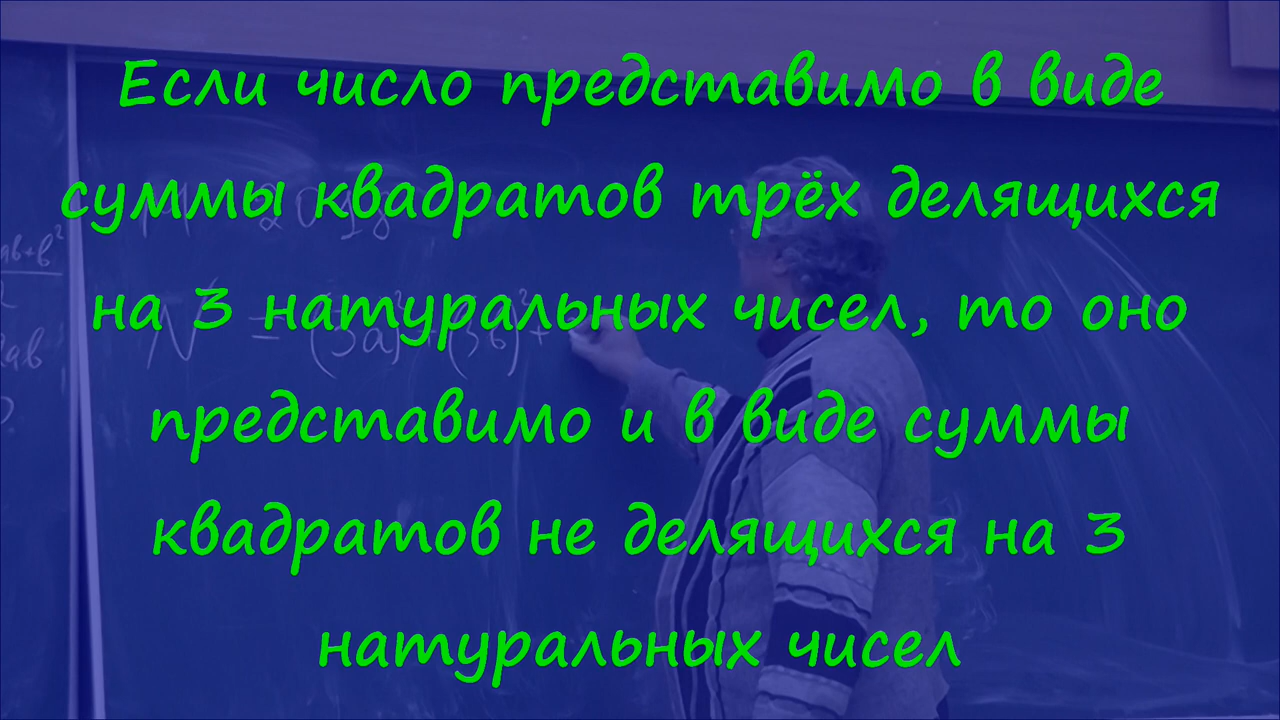 Если число представимо в виде
суммы квадратов трёх делящихся
на 3 натуральных чисел, то оно
представимо и в виде суммы
квадратов не делящихся на 3
натуральных чисел